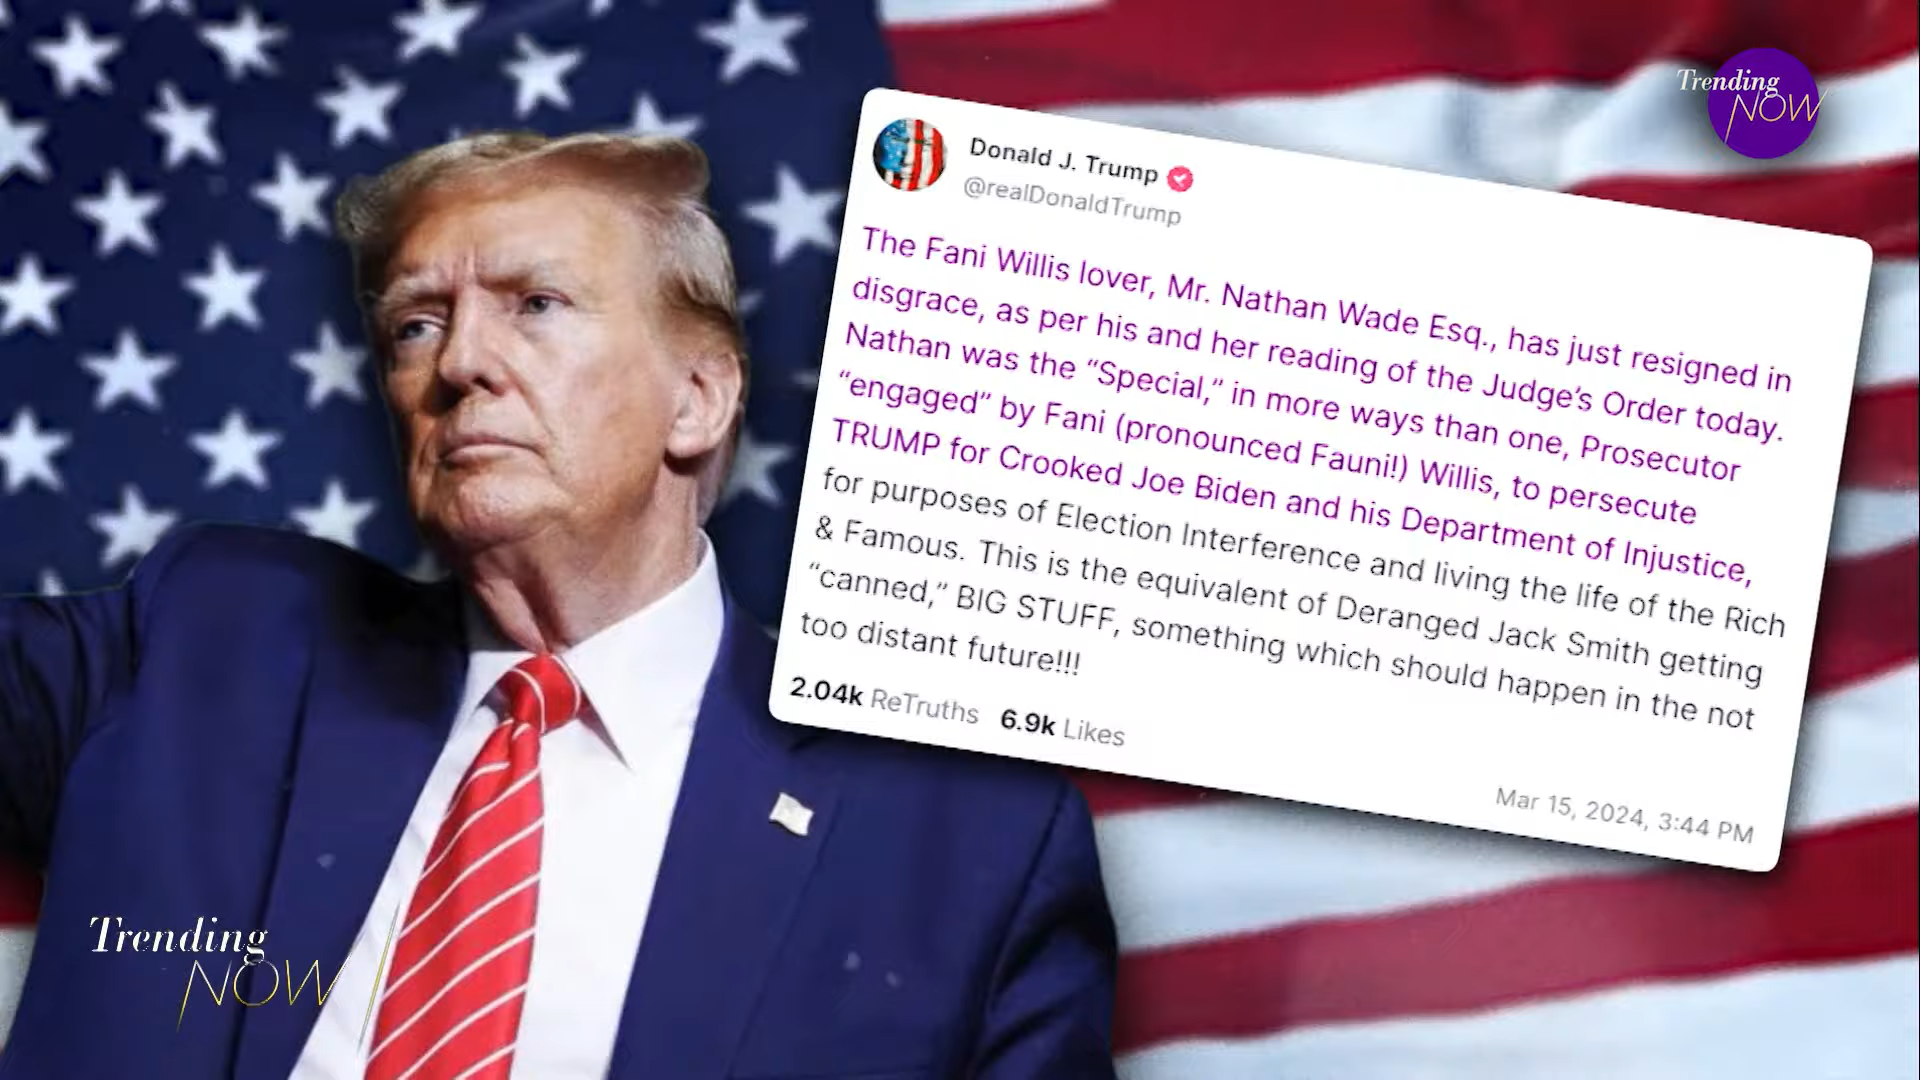 Trending
NOW
Donald J. Trump
@realDonaldTrump
The Fani Willis lover, Mr. Nathan Wade Esq., has just resigned in
disgrace, as per his and her reading of the Judge's Order today.
Nathan was the “Special,” in more ways than one, Prosecutor
“engaged” by Fani (pronounced Fauni!) Willis, to persecute
TRUMP for Crooked Joe Biden and his Department of Injustice,
for purposes of Election Interference and living the life of the Rich
& Famous. This is the equivalent of Deranged Jack Smith getting
“canned,” BIG STUFF, something which should happen in the not
too distant future!!!
2.04k ReTruths 6.9k Likes
Mar 15, 2024, 3:44 PM
Trending
NOW